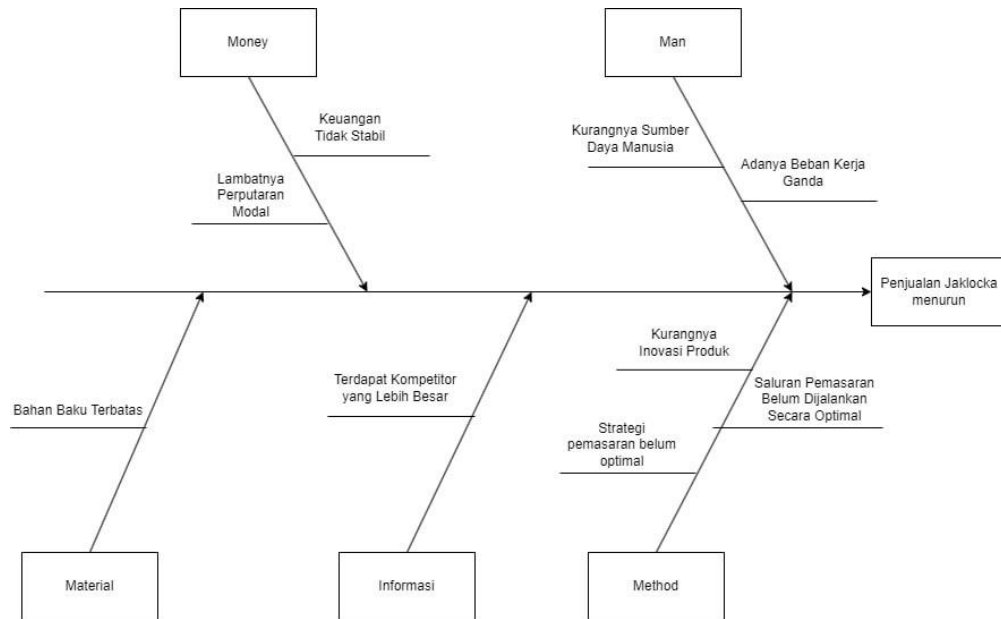 Money
Man
Keuangan
Tidak Stabil
Kurangnya Sumber
Daya Manusia
Adanya Beban Kerja
Ganda
Lambatnya
Perputaran
Modal
Penjualan Jaklocka
menurun
Kurangnya
Inovasi Produk
Terdapat Kompetitor
yang Lebih Besar
Saluran Pemasaran
Belum Dijalankan
Secara Optimal
Bahan Baku Terbatas
Strategi
pemasaran belum
optimal
Material
Informasi
Method